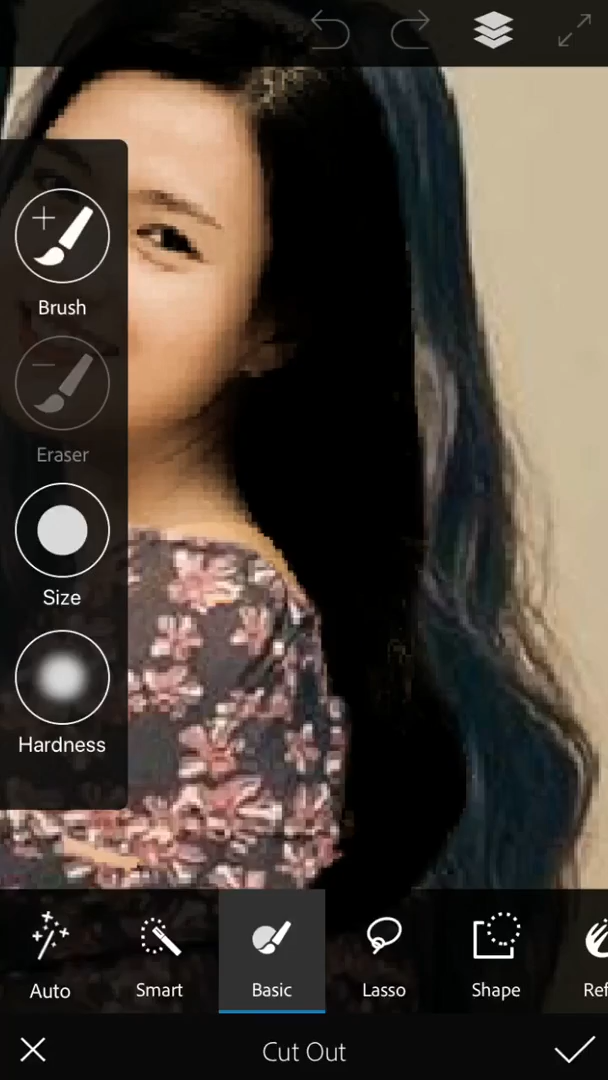 Brush
Eraser
Size
Hardness
Auto
Smart
Basic
Lasso
Shape
Ref
Cut Out